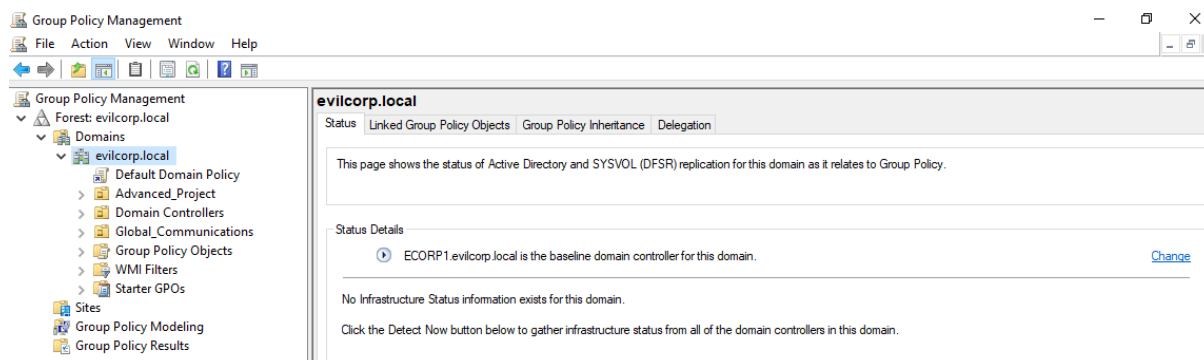 Group Policy Management
File Action View Window Help
Group Policy Management
Forest: evilcorp.local
Domains
evilcorp.local
Default Domain Policy
Advanced_Project
Domain Controllers
Global_Communications
Group Policy Objects
WMI Filters
Starter GPOs
Sites
Group Policy Modeling
Group Policy Results
evilcorp.local
Status Linked Group Policy Objects Group Policy Inheritance Delegation
This page shows the status of Active Directory and SYSVOL (DFSR) replication for this domain as it relates to Group Policy.
Status Details
ECORP1.evilcorp.local is the baseline domain controller for this domain. Change
No Infrastructure Status information exists for this domain.
Click the Detect Now button below to gather infrastructure status from all of the domain controllers in this domain.